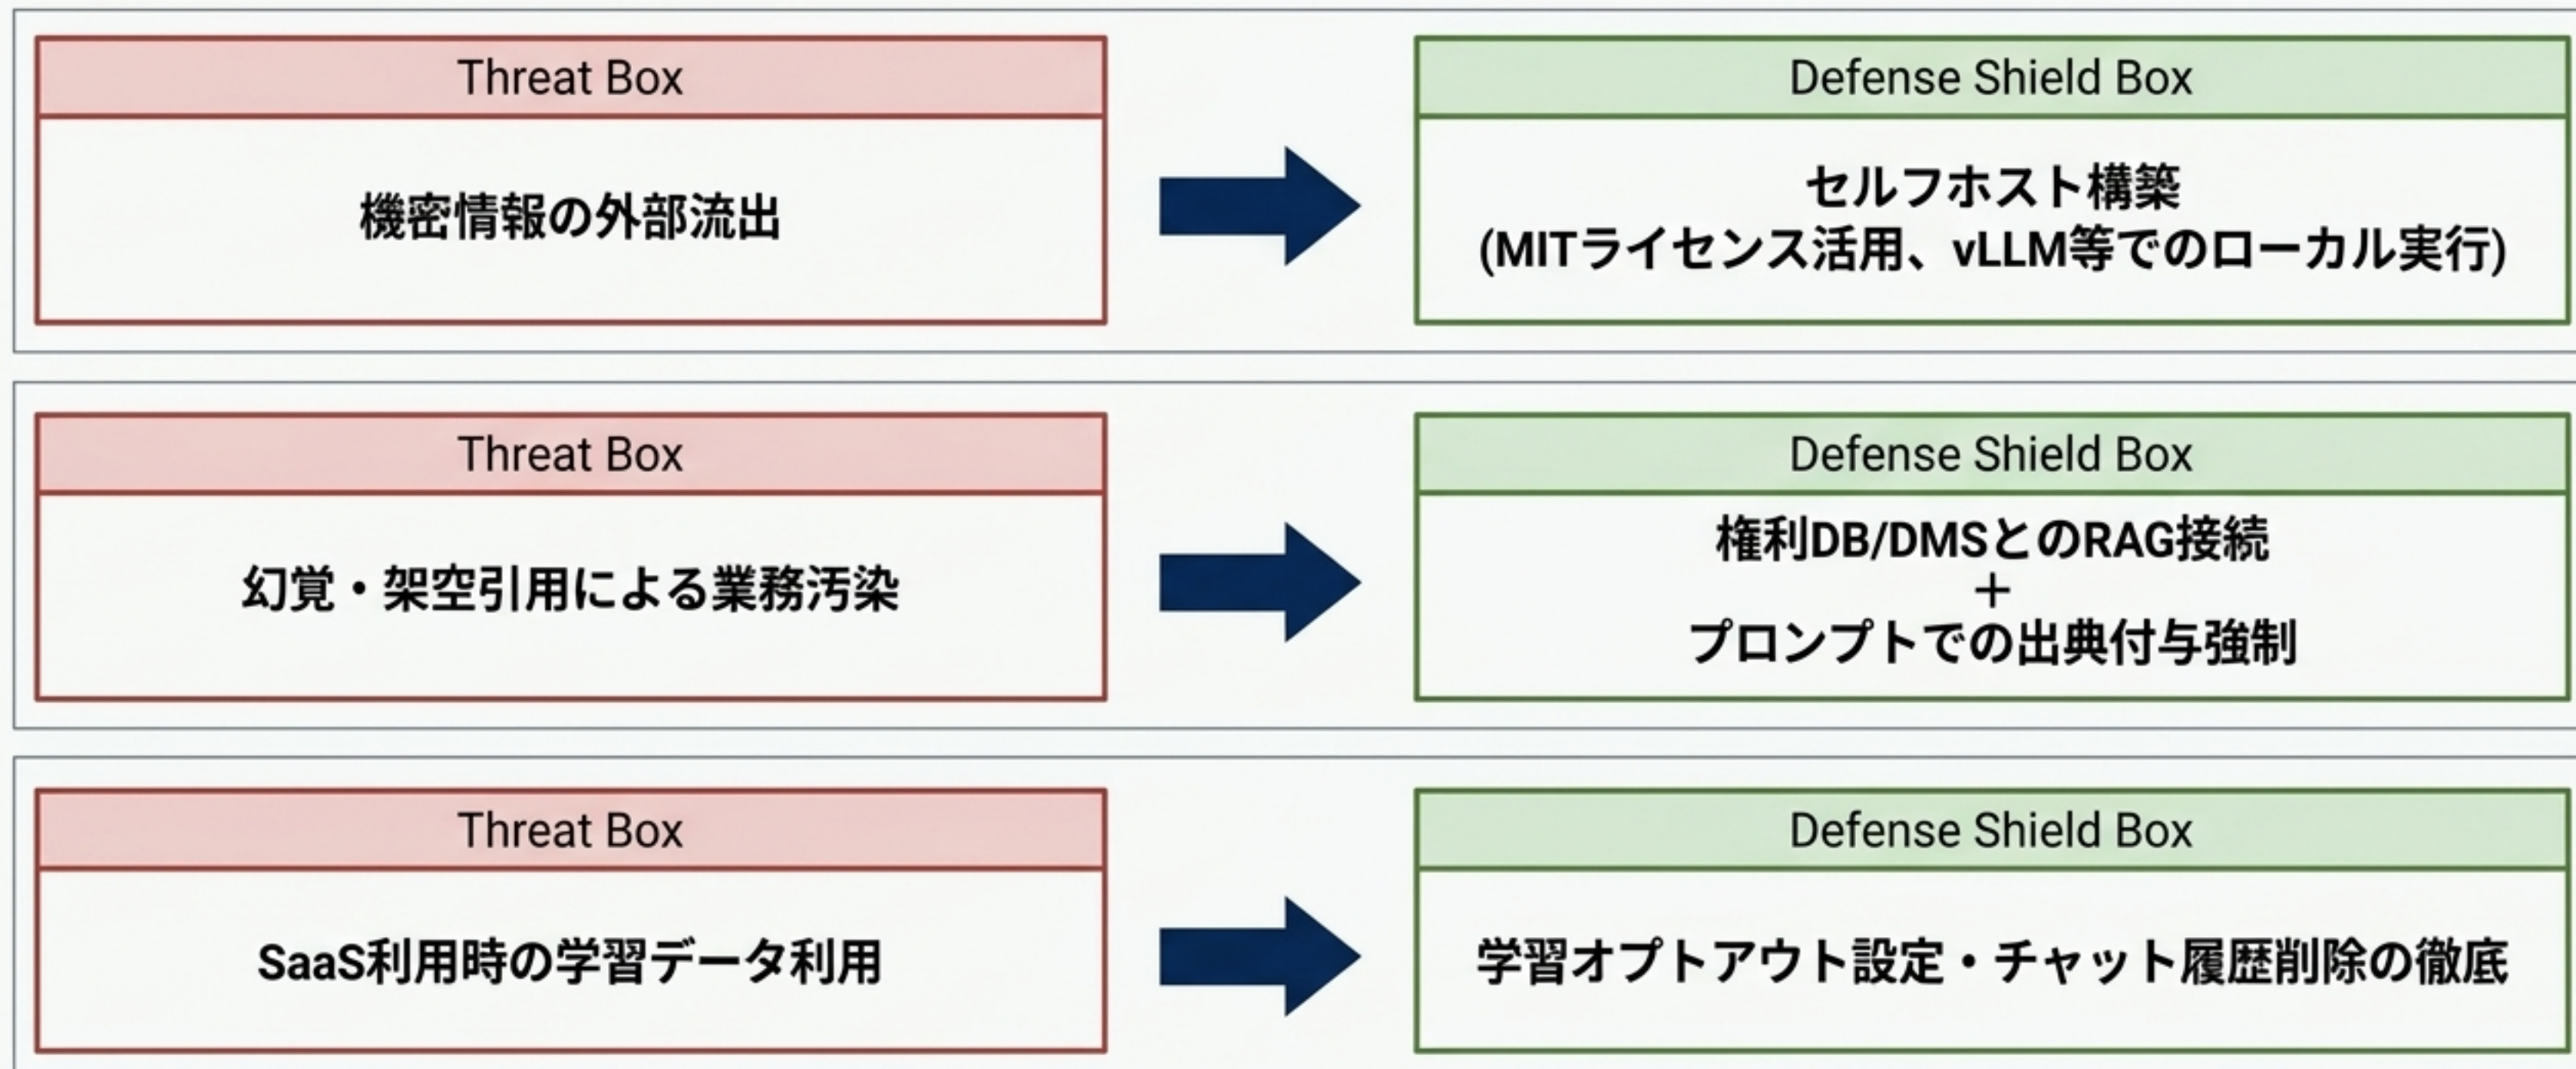 Threat Box
機密情報の外部流出
Defense Shield Box
セルフホスト構築
(MITライセンス活用、vLLM等でのローカル実行)
Threat Box
幻覚・架空引用による業務汚染
Defense Shield Box
権利DB/DMSとのRAG接続
+
プロンプトでの出典付与強制
Threat Box
SaaS利用時の学習データ利用
Defense Shield Box
学習オプトアウト設定・チャット履歴削除の徹底